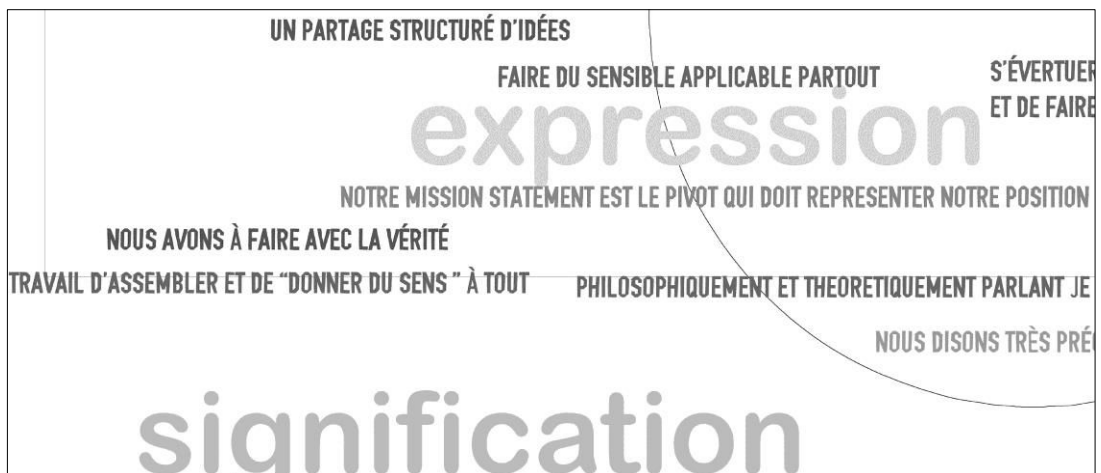 UN PARTAGE STRUCTURÉ D'IDÉES
FAIRE DU SENSIBLE APPLICABLE PARTOUT
S'ÉVERTUER
ET DE FAIRE
expression
NOTRE MISSION STATEMENT EST LE PIVOT QUI DOIT REPRESENTER NOTRE POSITION
NOUS AVONS À FAIRE AVEC LA VÉRITÉ
TRAVAIL D'ASSEMBLER ET DE “DONNER DU SENS ” À TOUT
PHILOSOPHIQUEMENT ET THEORETIQUEMENT PARLANT JE
NOUS DISONS TRÈS
signification